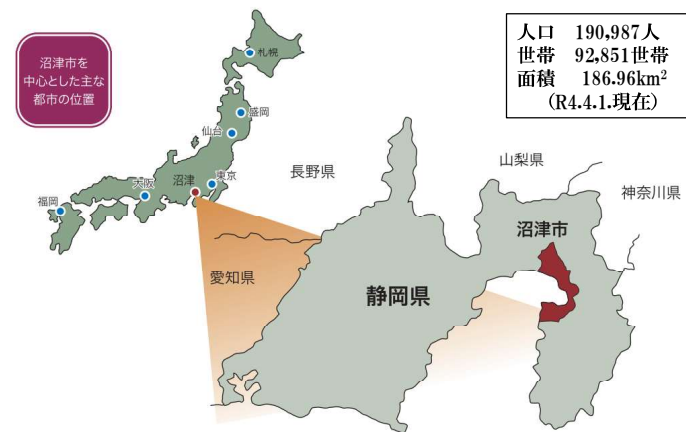 沼津市を
中心とした主な
都市の位置
人口 190,987人
世帯 92,851世帯
面積 186.96km²
(R4.4.1.現在)
札幌
盛岡
仙台
東京
沼津
大阪
福岡
長野県
山梨県
神奈川県
愛知県
静岡県
沼津市